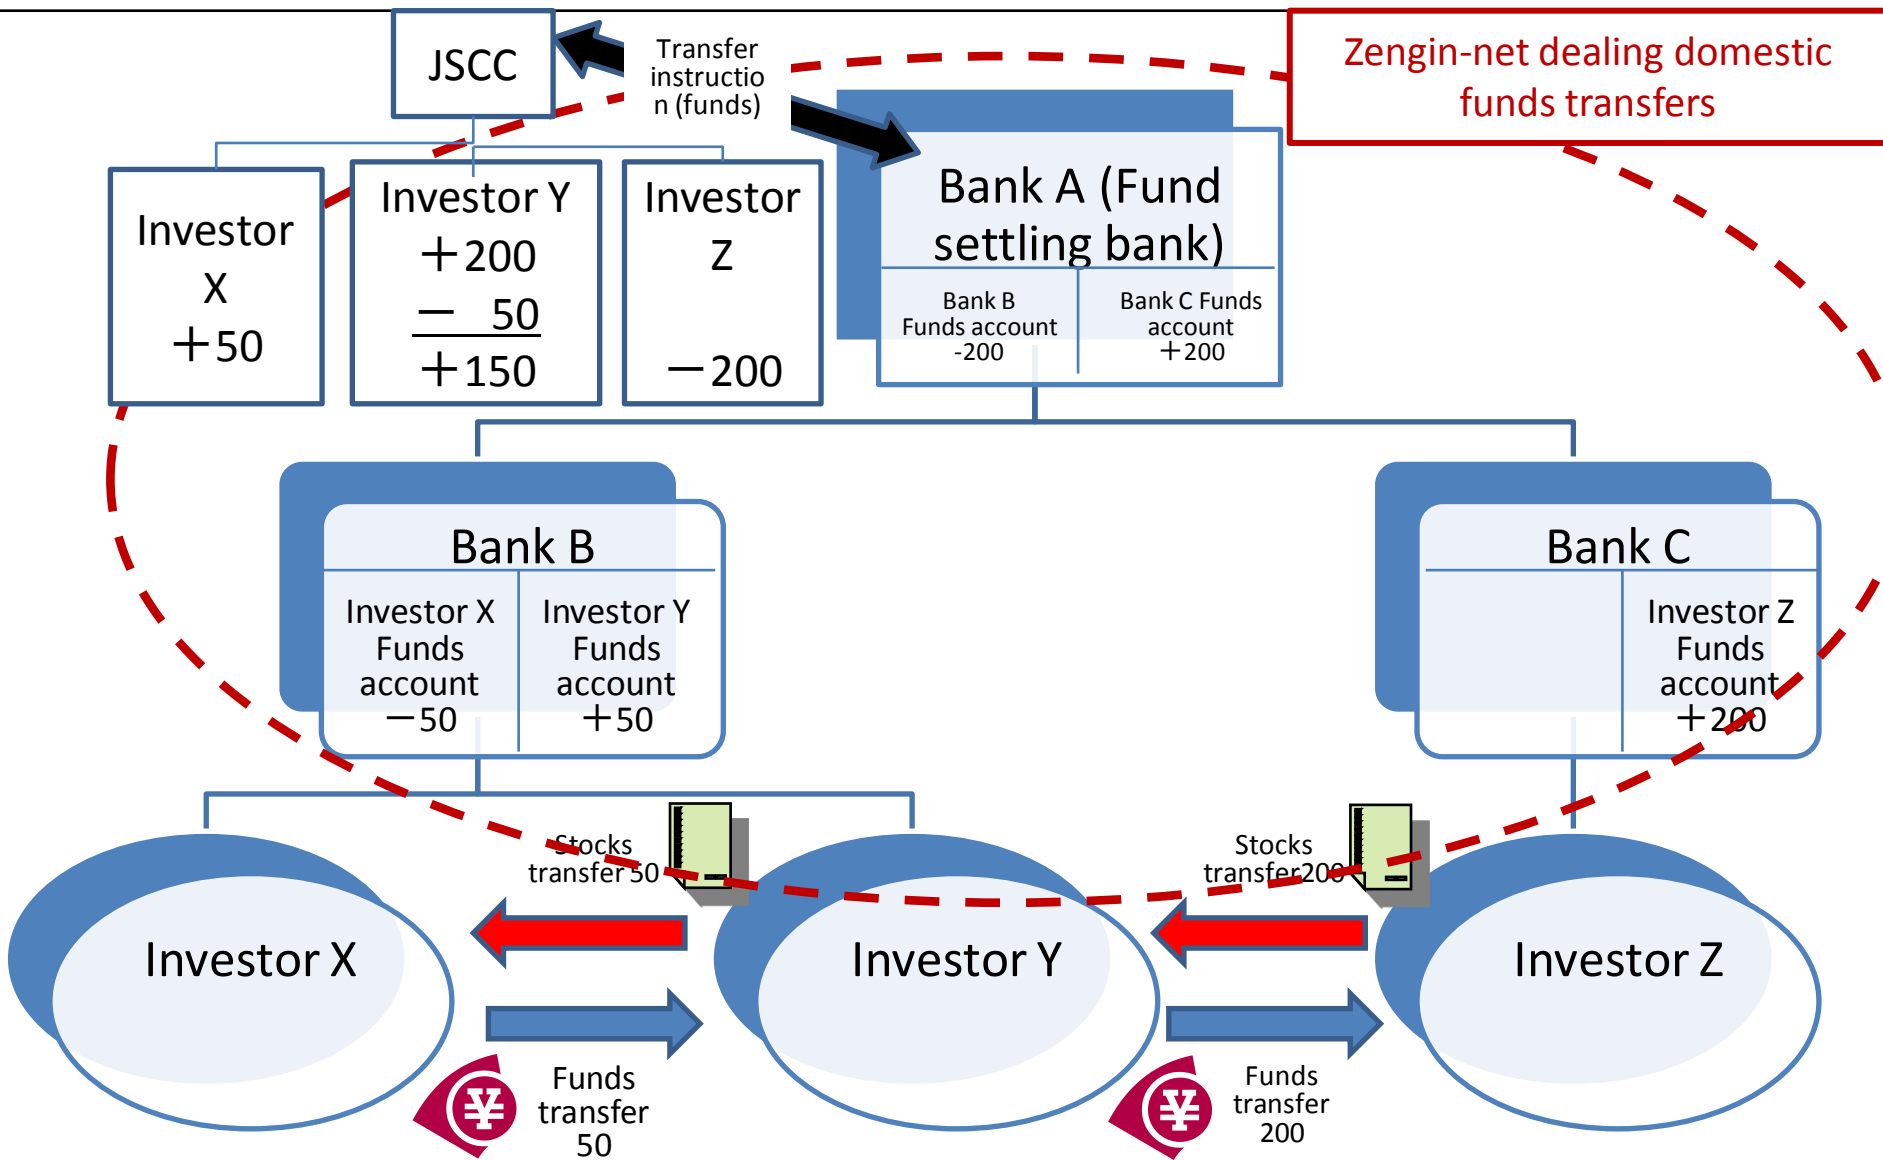 JSCC
Transfer
instructio
n (funds)
Zengin-net dealing domestic
funds transfers
Investor
X
＋50
Investor Y
＋200
－ 50
＋150
Investor
Z
－200
Bank A (Fund
settling bank)
Bank B
Funds account
-200
Bank C Funds
account
＋200
Bank B
Investor X
Funds
account
－50
Investor Y
Funds
account
＋50
Bank C
Investor Z
Funds
account
＋200
Stocks
transfer 50
Stocks
transfer200
Investor X
Investor Y
Investor Z
Funds
transfer
50
Funds
transfer
200